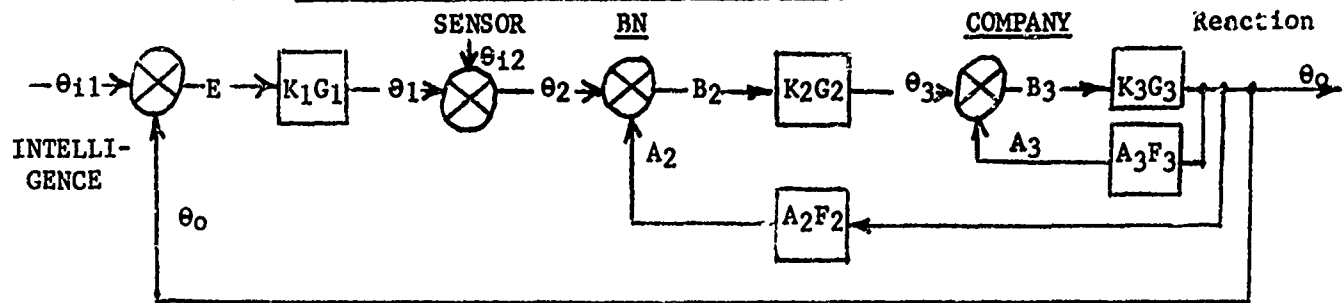 SENSOR
BN
COMPANY
Reaction
θi2
θi1
E
K1G1
θ1
θ2
B2
K2G2
θ3
B3
K3G3
θo
INTELLI-
GENCE
A2
A3
A3F3
θo
A2F2